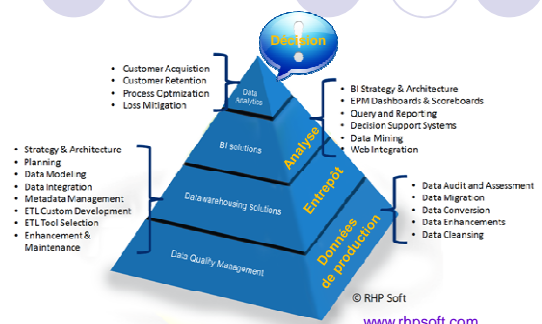 Decision
• Customer Acquistion
• Customer Retention
• Process Optmization
• Loss Mitigation
Data
Analytics
• BI Strategy & Architecture
• EPM Dashboards & Scoreboards
• Query and Reporting
• Decision Support Systems
• Data Mining
• Web Integration
BI solutions
Analyse
• Strategy & Architecture
• Planning
• Data Modeling
• Data Integration
• Metadata Management
• ETL Custom Development
• ETL Tool Selection
• Enhancement &
Maintenance
Datawarehousing solutions
Entrepôt
• Data Audit and Assessment
• Data Migration
• Data Conversion
• Data Enhancements
• Data Cleansing
Data Quality Management
Données
de production
© RHP Soft
www.rhpsoft.com